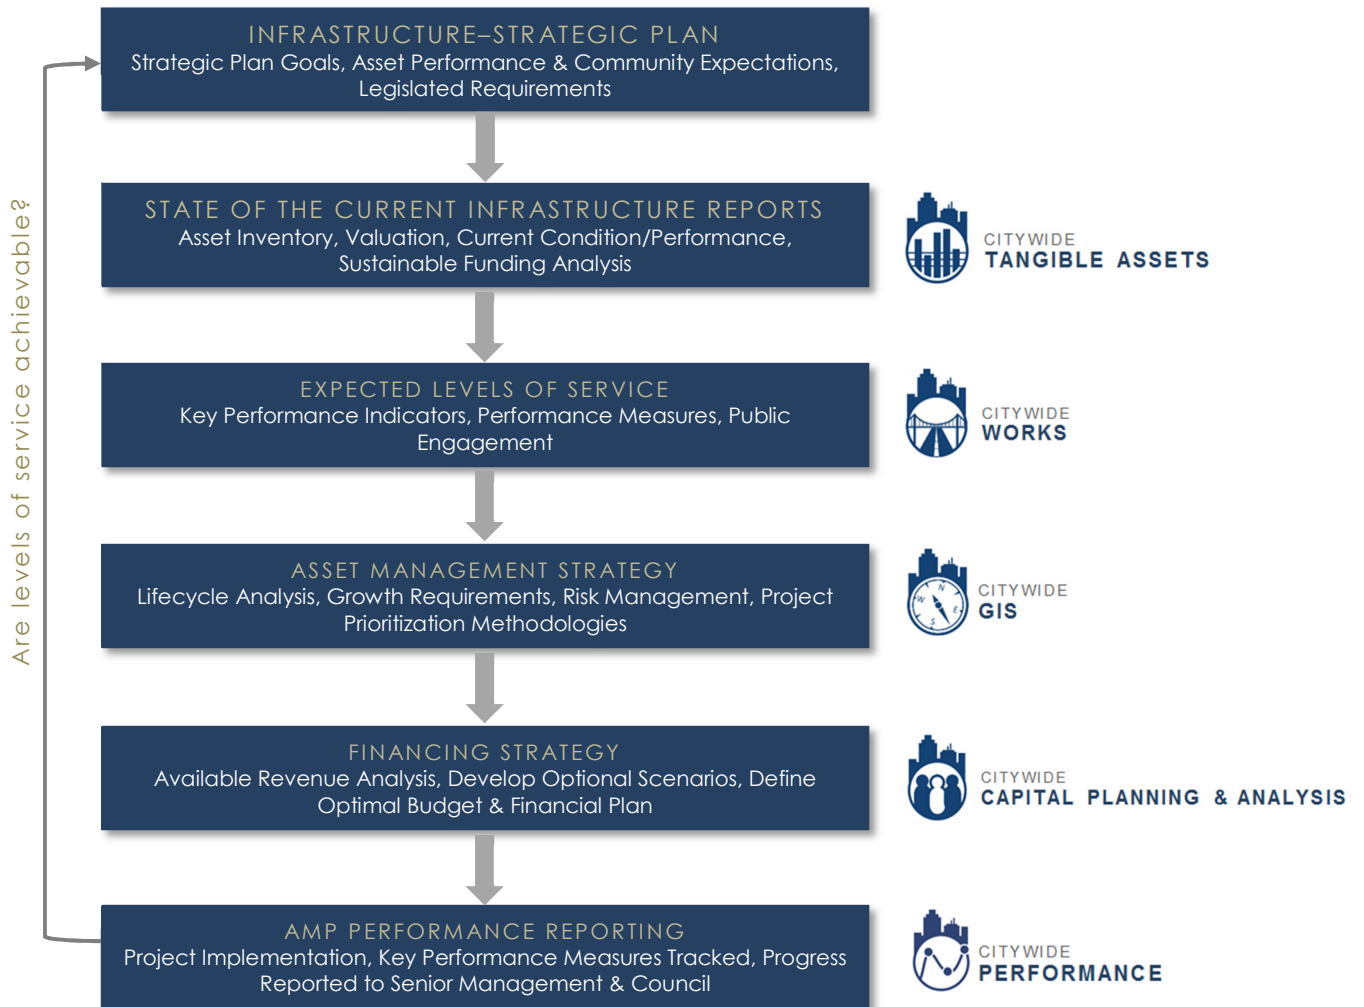 INFRASTRUCTURE–STRATEGIC PLAN
Strategic Plan Goals, Asset Performance & Community Expectations,
Legislated Requirements
Are levels of service achievable?
STATE OF THE CURRENT INFRASTRUCTURE REPORTS
Asset Inventory, Valuation, Current Condition/Performance,
Sustainable Funding Analysis
CITYWIDE
TANGIBLE ASSETS
EXPECTED LEVELS OF SERVICE
Key Performance Indicators, Performance Measures, Public
Engagement
CITYWIDE
WORKS
ASSET MANAGEMENT STRATEGY
Lifecycle Analysis, Growth Requirements, Risk Management, Project
Prioritization Methodologies
N
W
E
S
CITYWIDE
GIS
FINANCING STRATEGY
Available Revenue Analysis, Develop Optional Scenarios, Define
Optimal Budget & Financial Plan
CITYWIDE
CAPITAL PLANNING & ANALYSIS
AMP PERFORMANCE REPORTING
Project Implementation, Key Performance Measures Tracked, Progress
Reported to Senior Management & Council
CITYWIDE
PERFORMANCE